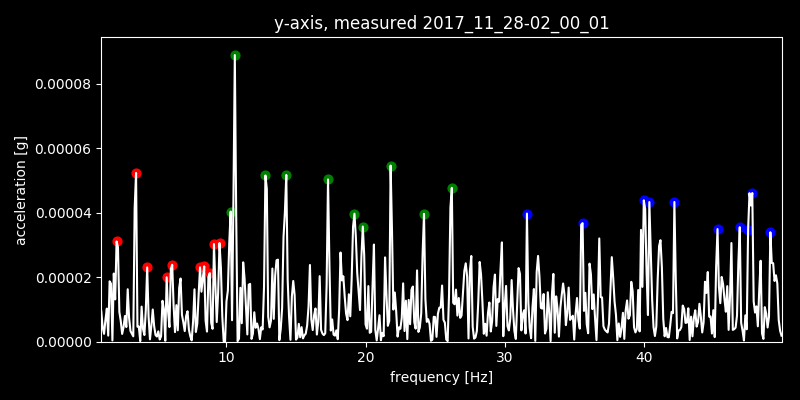 y-axis, measured 2017_11_28-02_00_01
0.00008
0.00006
0.00004
0.00002
0.00000
acceleration [g]
10 20 30 40
frequency [Hz]